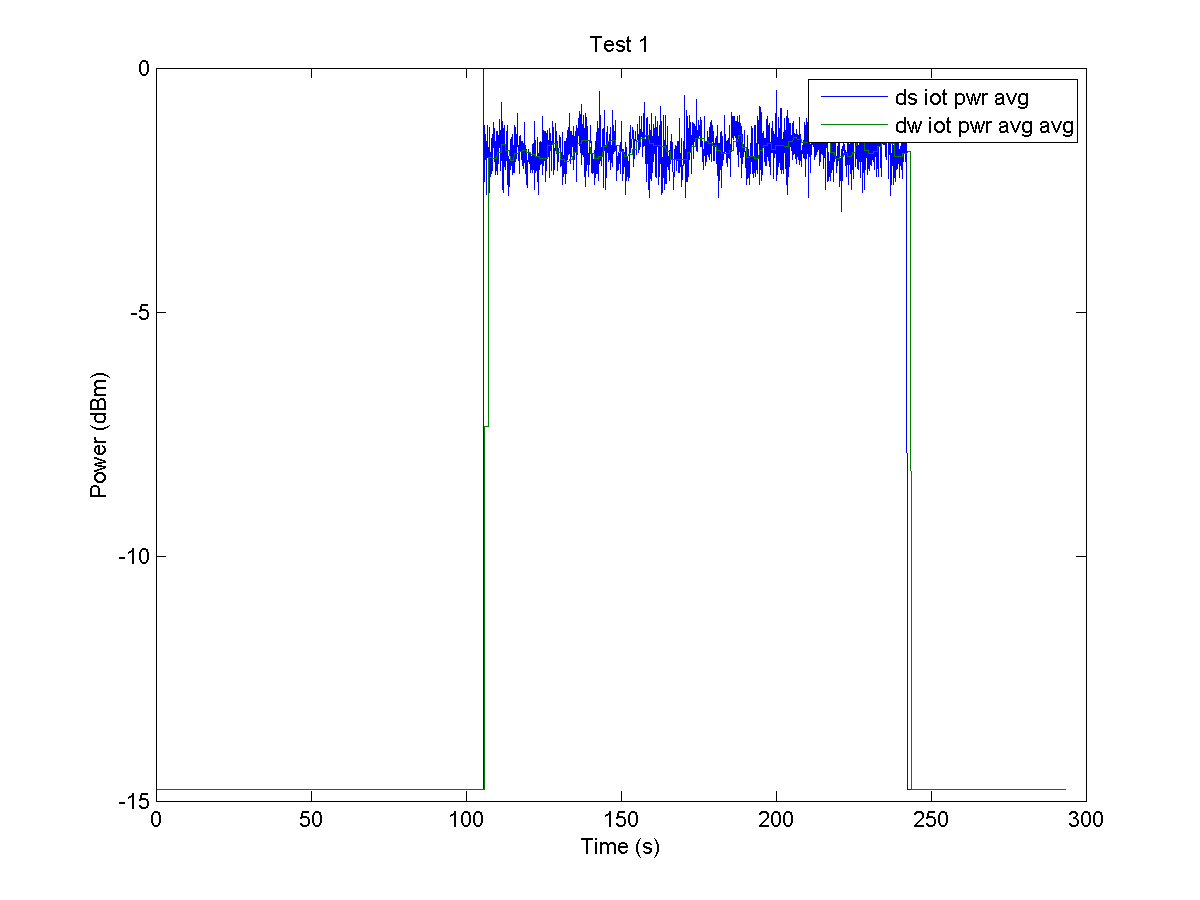 Test 1
ds iot pwr avg
dw iot pwr avg avg
Power (dBm)
0
-5
-10
-15
0 50 100 150 200 250 300
Time (s)